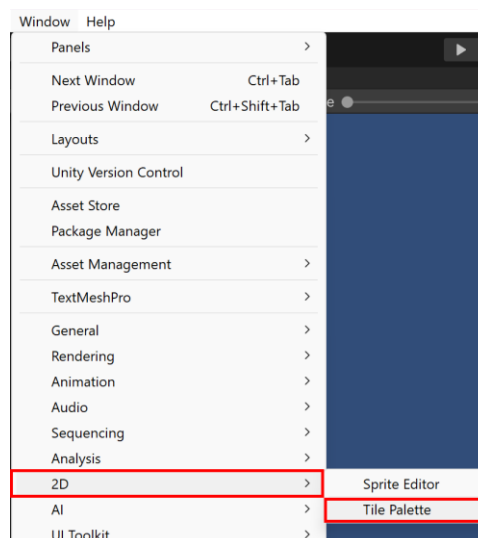 Window Help
Panels
Next Window Ctrl+Tab
Previous Window Ctrl+Shift+Tab
Layouts
Unity Version Control
Asset Store
Package Manager
Asset Management
TextMeshPro
General
Rendering
Animation
Audio
Sequencing
Analysis
2D
Sprite Editor
AI
Tile Palette
UI Toolkit